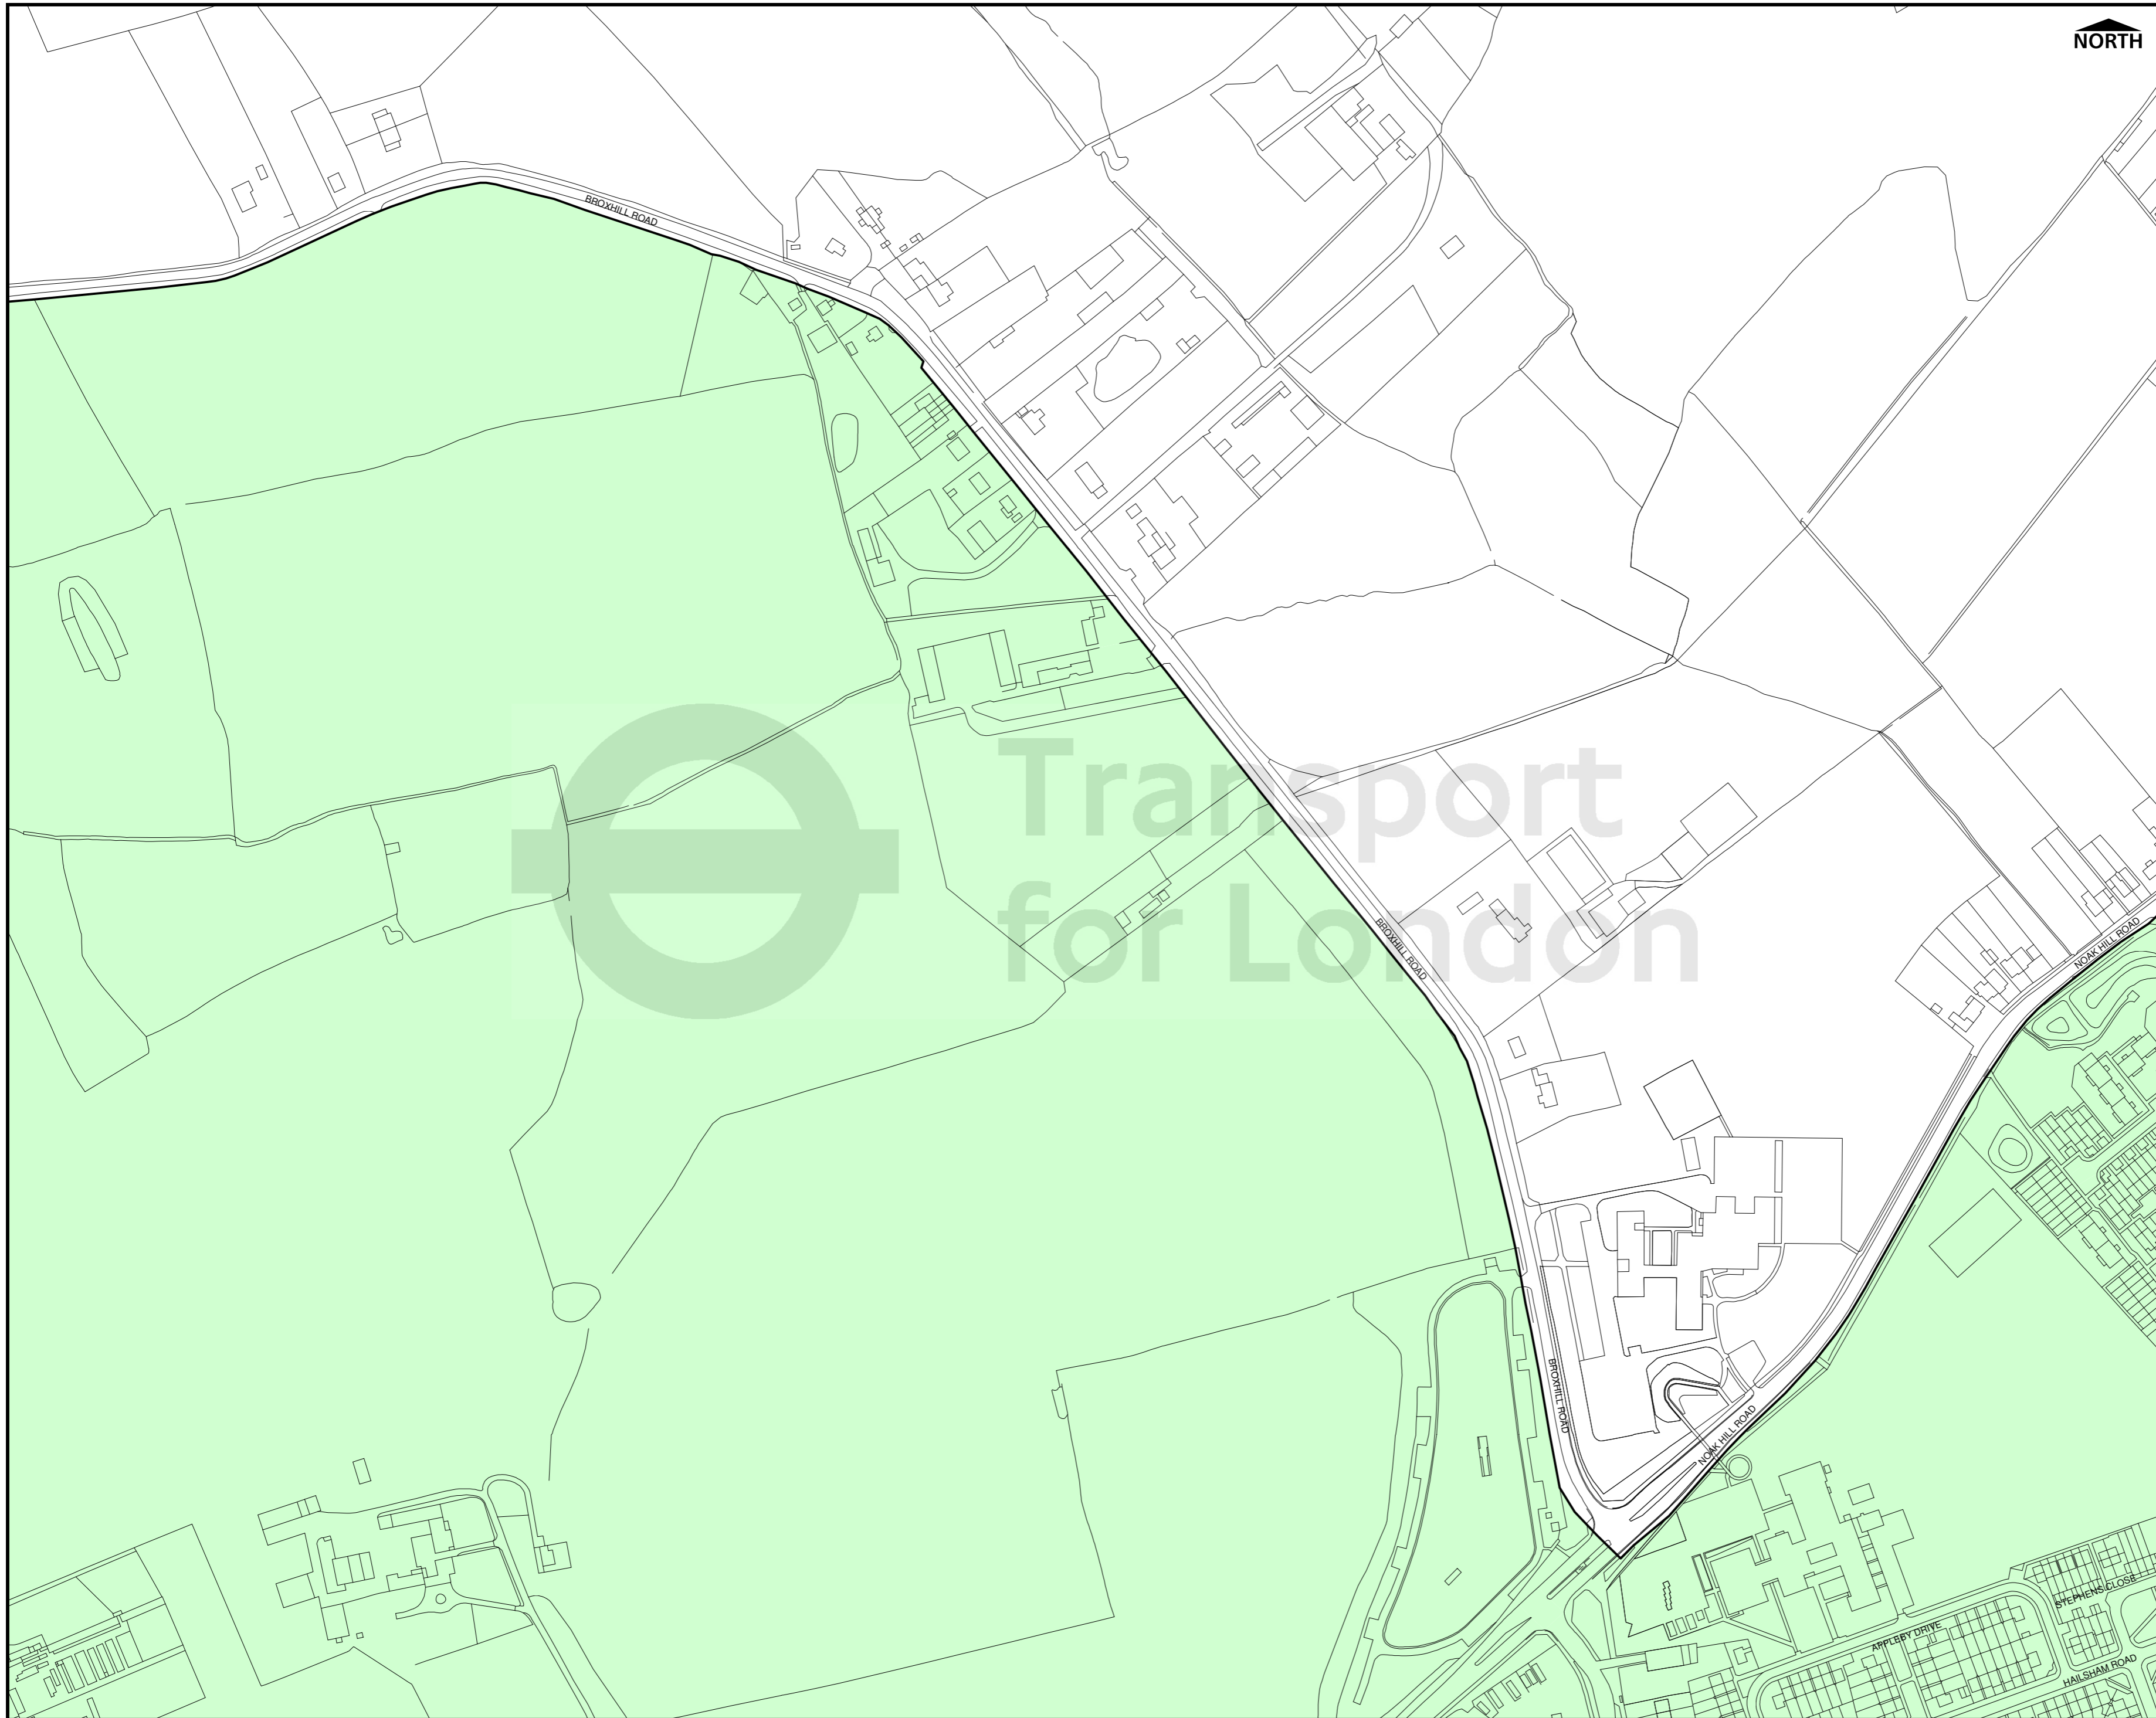 NORTH
BROXHILL ROAD
Transport
for London
BROXHILL ROAD
NOAK HILL ROAD
BROXHILL ROAD
NOAK HILL ROAD
STEPHENS CLOSE
APPLEBY DRIVE
HAILSHAM ROAD